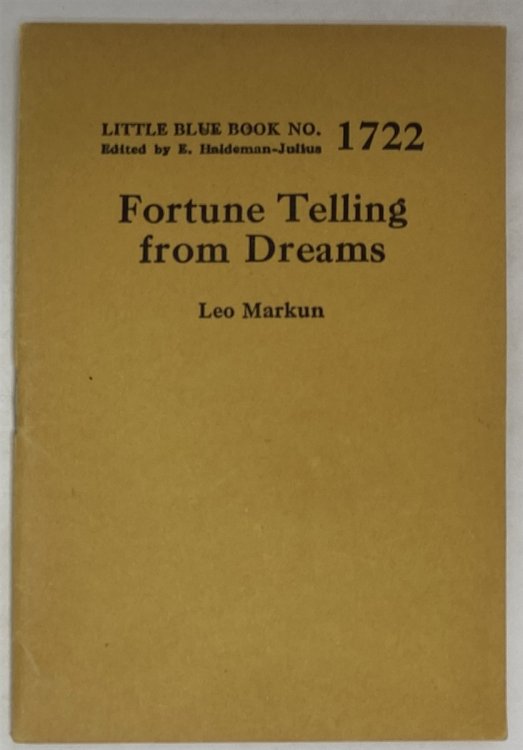 LITTLE BLUE BOOK NO. 1722
Edited by E. Haldeman-Julius
Fortune Telling
from Dreams
Leo Markun